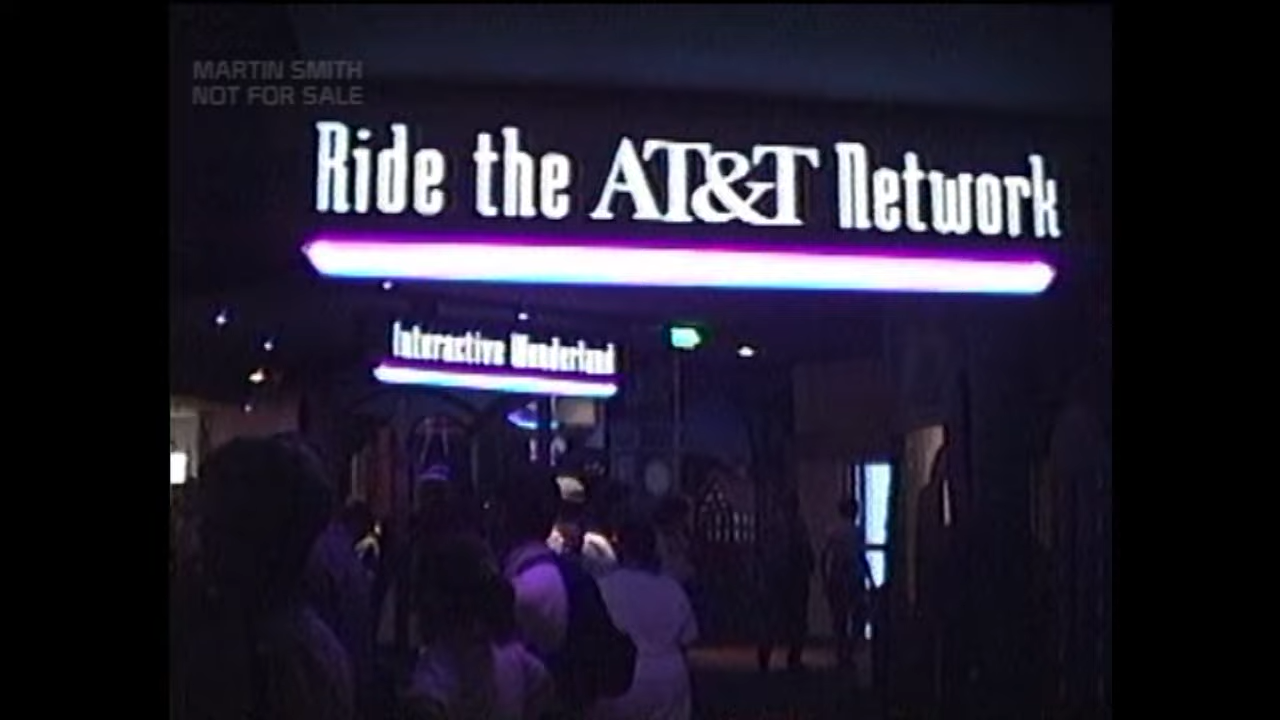 MARTIN SMITH
NOT FOR SALE
Ride the AT&T Network
Interactive Wonderland